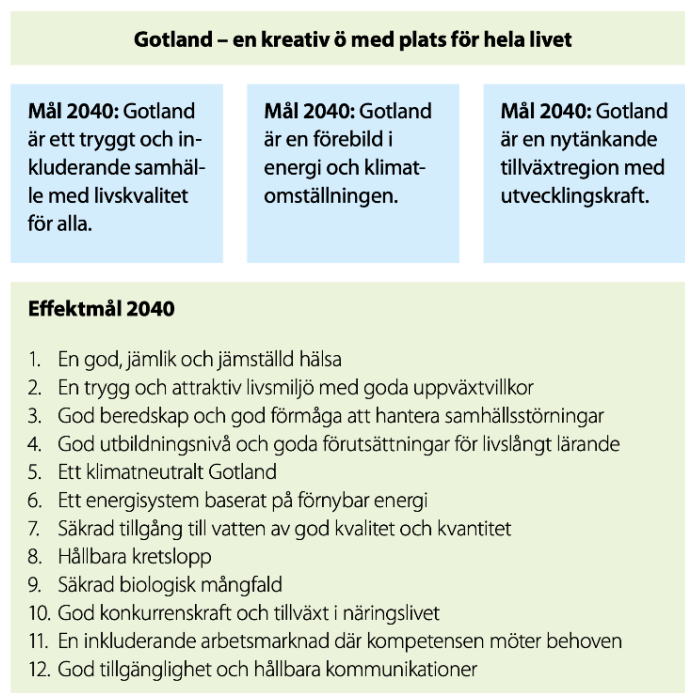 Gotland – en kreativ ö med plats för hela livet
Mål 2040: Gotland
är ett tryggt och in-
kluderande samhäl-
le med livskvalitet
för alla.
Mål 2040: Gotland
är en förebild i
energi och klimat-
omställningen.
Mål 2040: Gotland
är en nytänkande
tillväxtregion med
utvecklingskraft.
Effektmål 2040
1. En god, jämlik och jämställd hälsa
2. En trygg och attraktiv livsmiljö med goda uppväxtvillkor
3. God beredskap och god förmåga att hantera samhällsstörningar
4. God utbildningsnivå och goda förutsättningar för livslångt lärande
5. Ett klimatneutralt Gotland
6. Ett energisystem baserat på förnybar energi
7. Säkrad tillgång till vatten av god kvalitet och kvantitet
8. Hållbara kretslopp
9. Säkrad biologisk mångfald
10. God konkurrenskraft och tillväxt i näringslivet
11. En inkluderande arbetsmarknad där kompetensen möter behoven
12. God tillgänglighet och hållbara kommunikationer